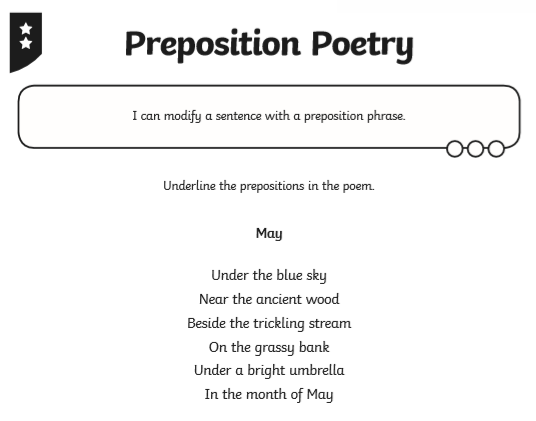 Preposition Poetry
I can modify a sentence with a preposition phrase.
Underline the prepositions in the poem.
May
Under the blue sky
Near the ancient wood
Beside the trickling stream
On the grassy bank
Under a bright umbrella
In the month of May